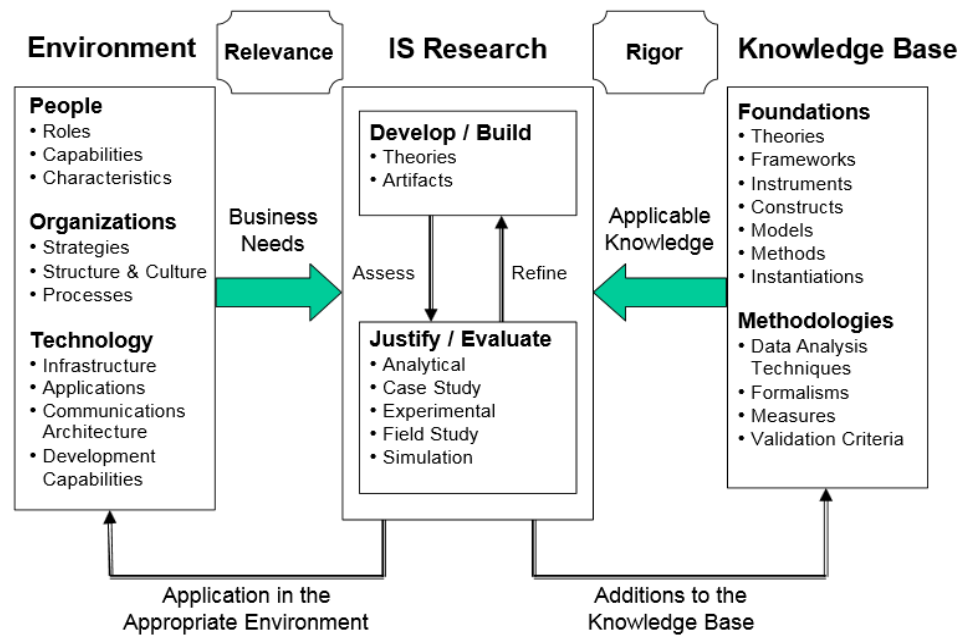 Environment
Relevance
IS Research
Rigor
Knowledge Base
People
• Roles
• Capabilities
• Characteristics
Organizations
• Strategies
• Structure & Culture
• Processes
Technology
• Infrastructure
• Applications
• Communications
Architecture
• Development
Capabilities
Business
Needs
Develop / Build
• Theories
• Artifacts
Assess
Refine
Justify / Evaluate
• Analytical
• Case Study
• Experimental
• Field Study
• Simulation
Applicable
Knowledge
Foundations
• Theories
• Frameworks
• Instruments
• Constructs
• Models
• Methods
• Instantiations
Methodologies
• Data Analysis
Techniques
• Formalisms
• Measures
• Validation Criteria
Application in the
Appropriate Environment
Additions to the
Knowledge Base